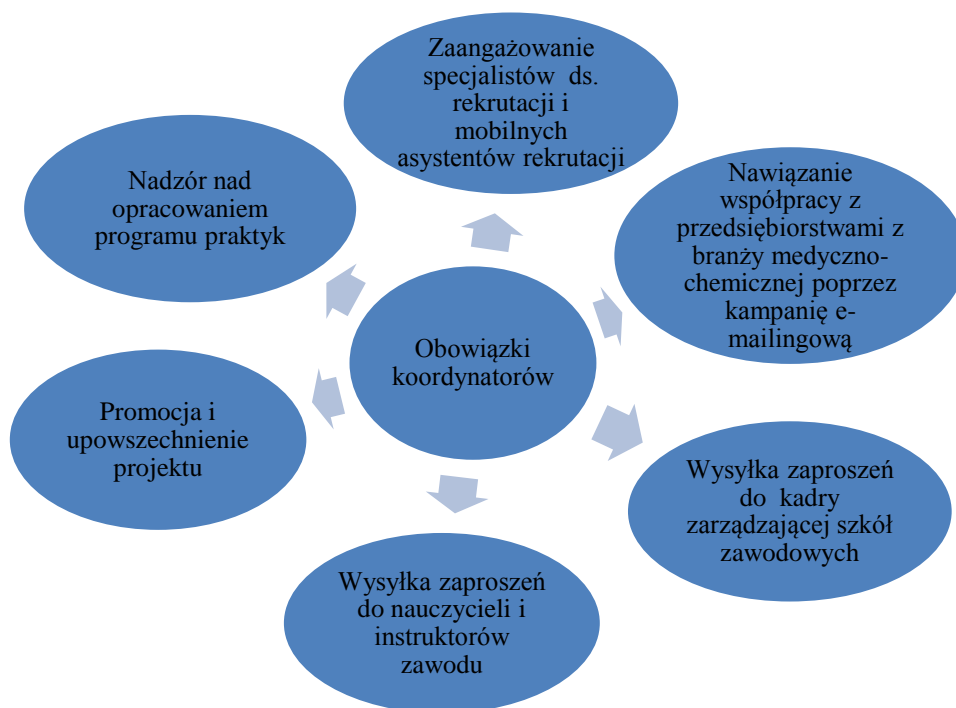 Zaangażowanie
specjalistów ds.
rekrutacji i
mobilnych
asystentów rekrutacji
Nawiązanie
współpracy z
przedsiębiorstwami z
branży medyczno-
chemicznej poprzez
kampanię e-
mailingową
Wysyłka zaproszeń
do kadry
zarządzającej szkół
zawodowych
Wysyłka zaproszeń
do nauczycieli i
instruktorów
zawodu
Promocja i
upowszechnienie
projektu
Nadzór nad
opracowaniem
programu praktyk
Obowiązki
koordynatorów